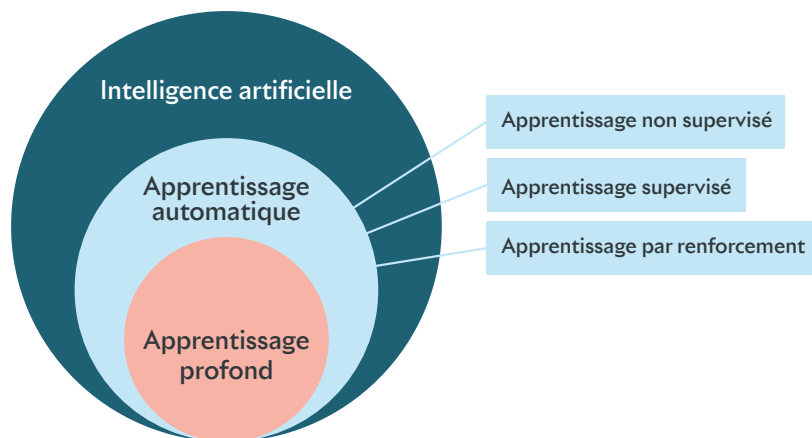 Intelligence artificielle
Apprentissage
automatique
Apprentissage
profond
Apprentissage non supervisé
Apprentissage supervisé
Apprentissage par renforcement